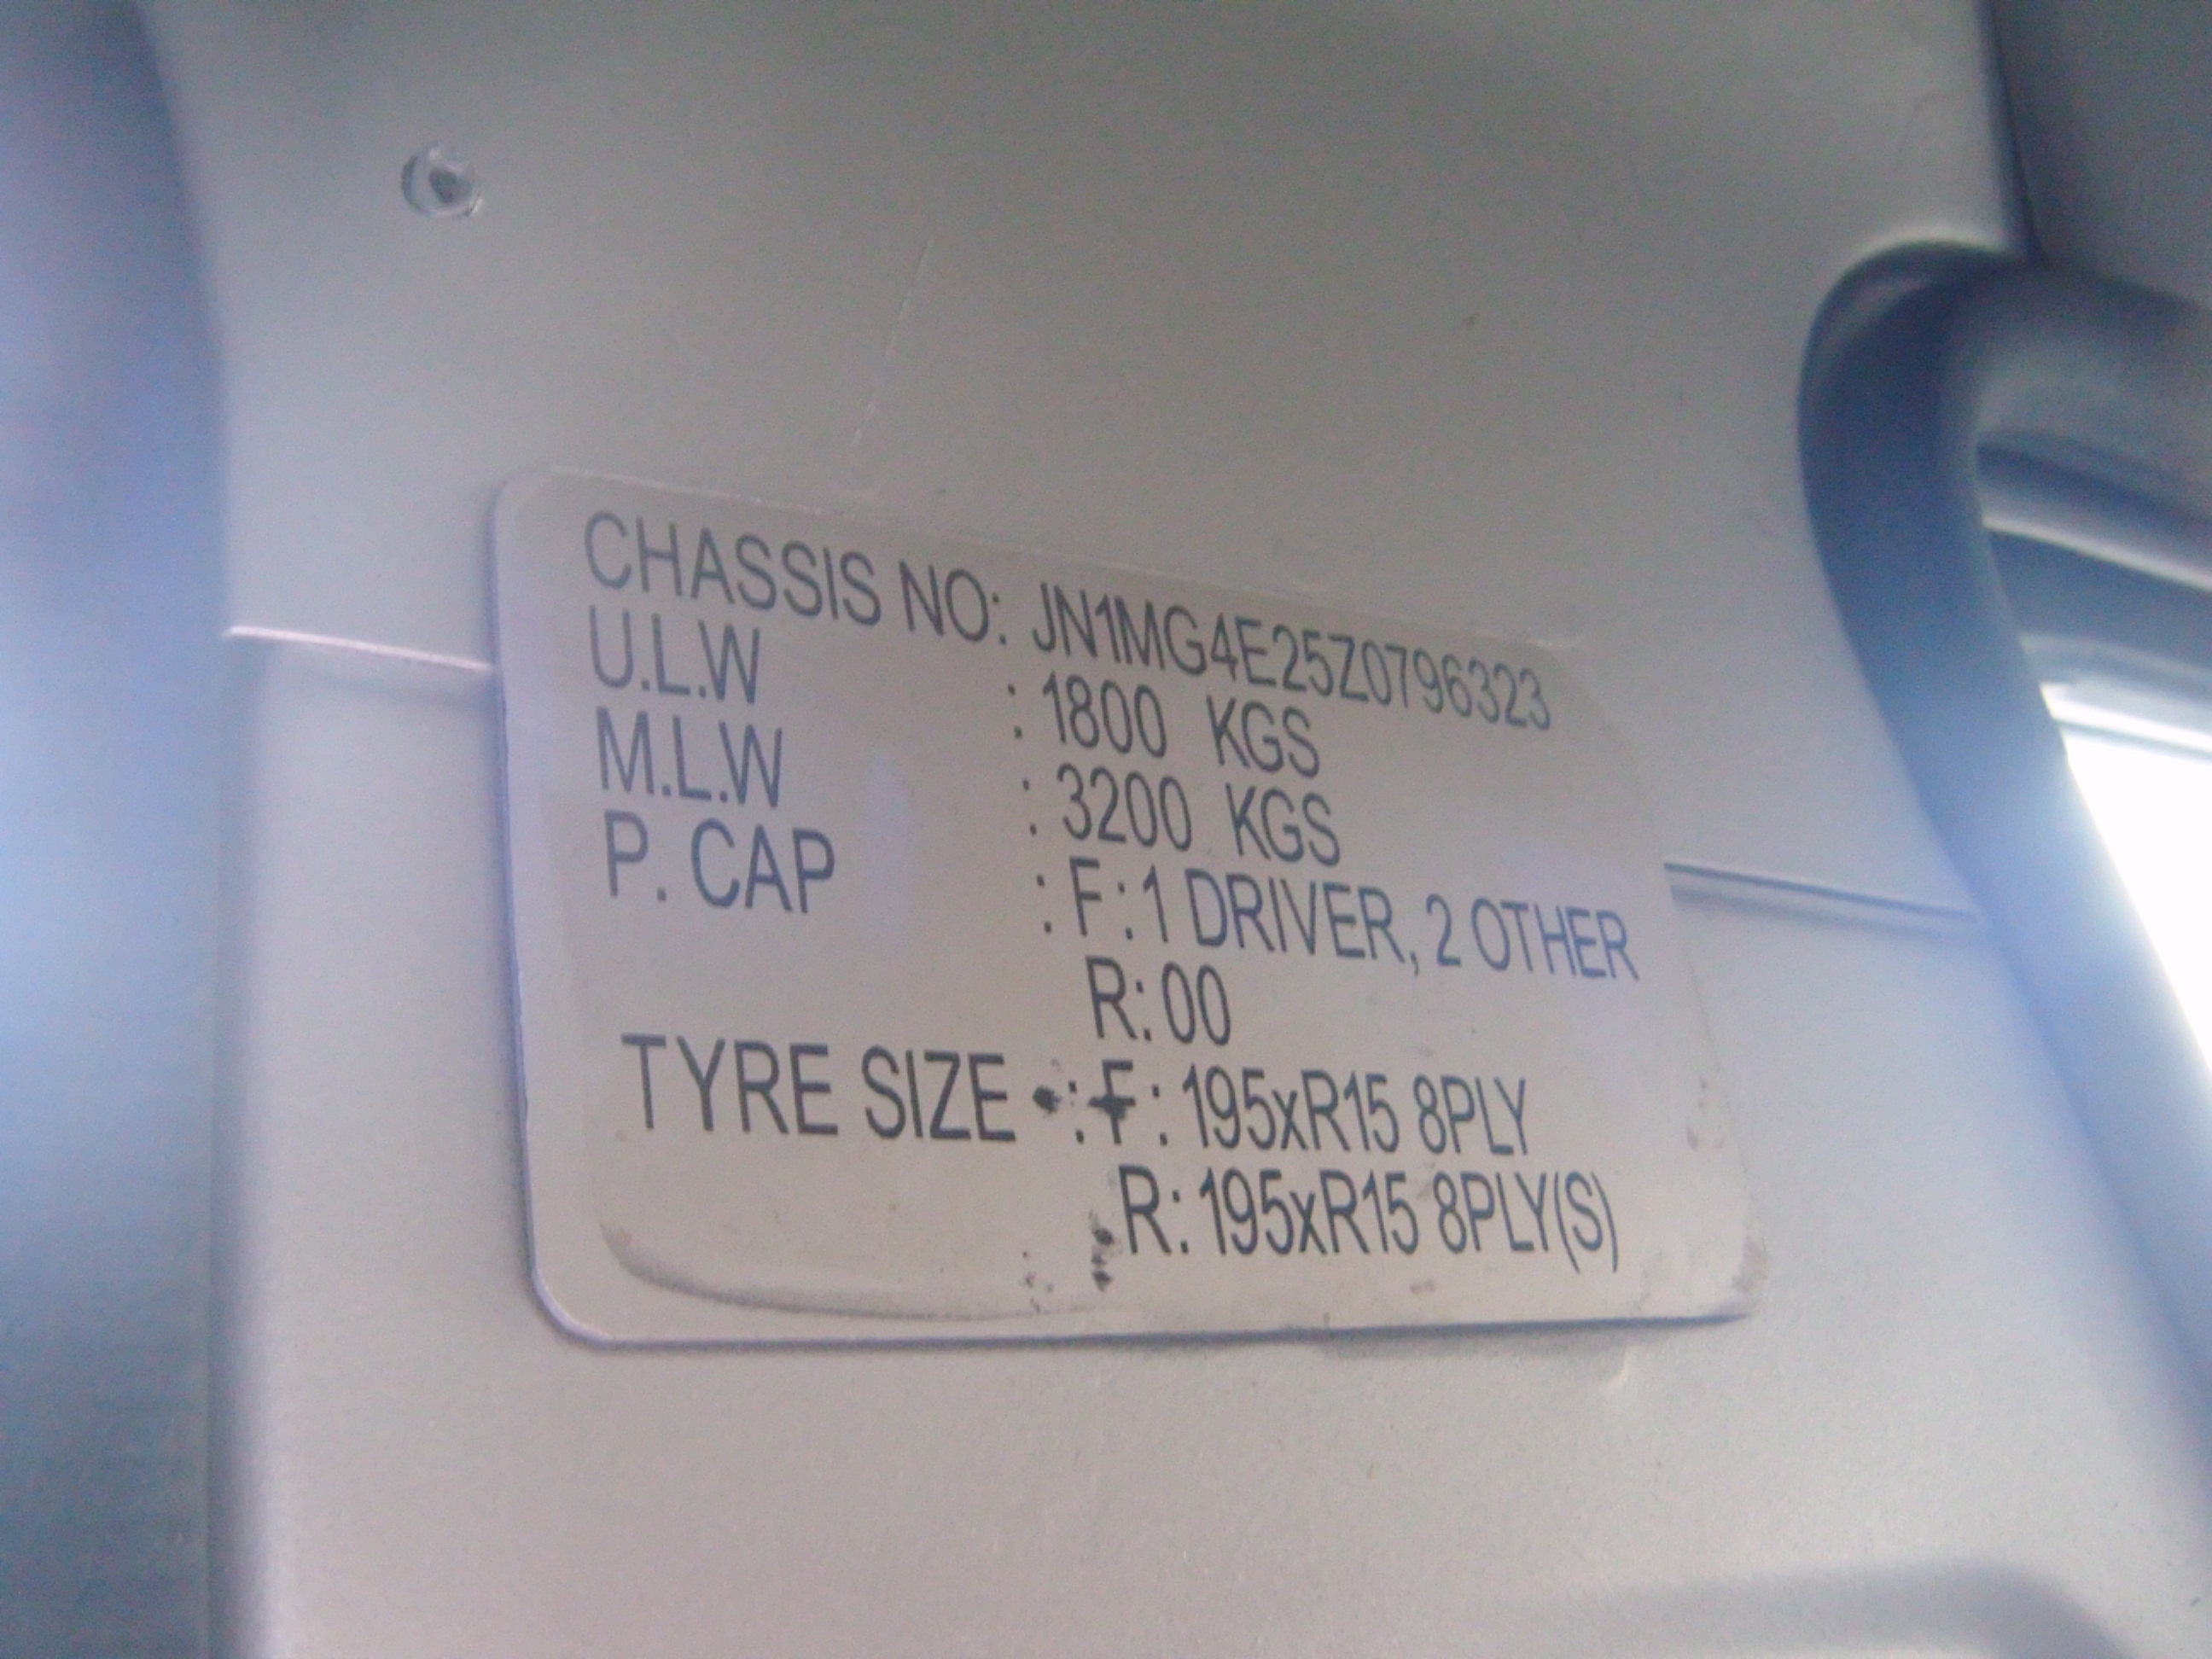 CHASSIS NO: JN1MG4E25Z0796323
U.L.W : 1800 KGS
M.L.W : 3200 KGS
P. CAP : F : 1 DRIVER, 2 OTHER
R: 00
TYRE SIZE : F : 195xR15 8PLY
R: 195xR15 8PLY(S)